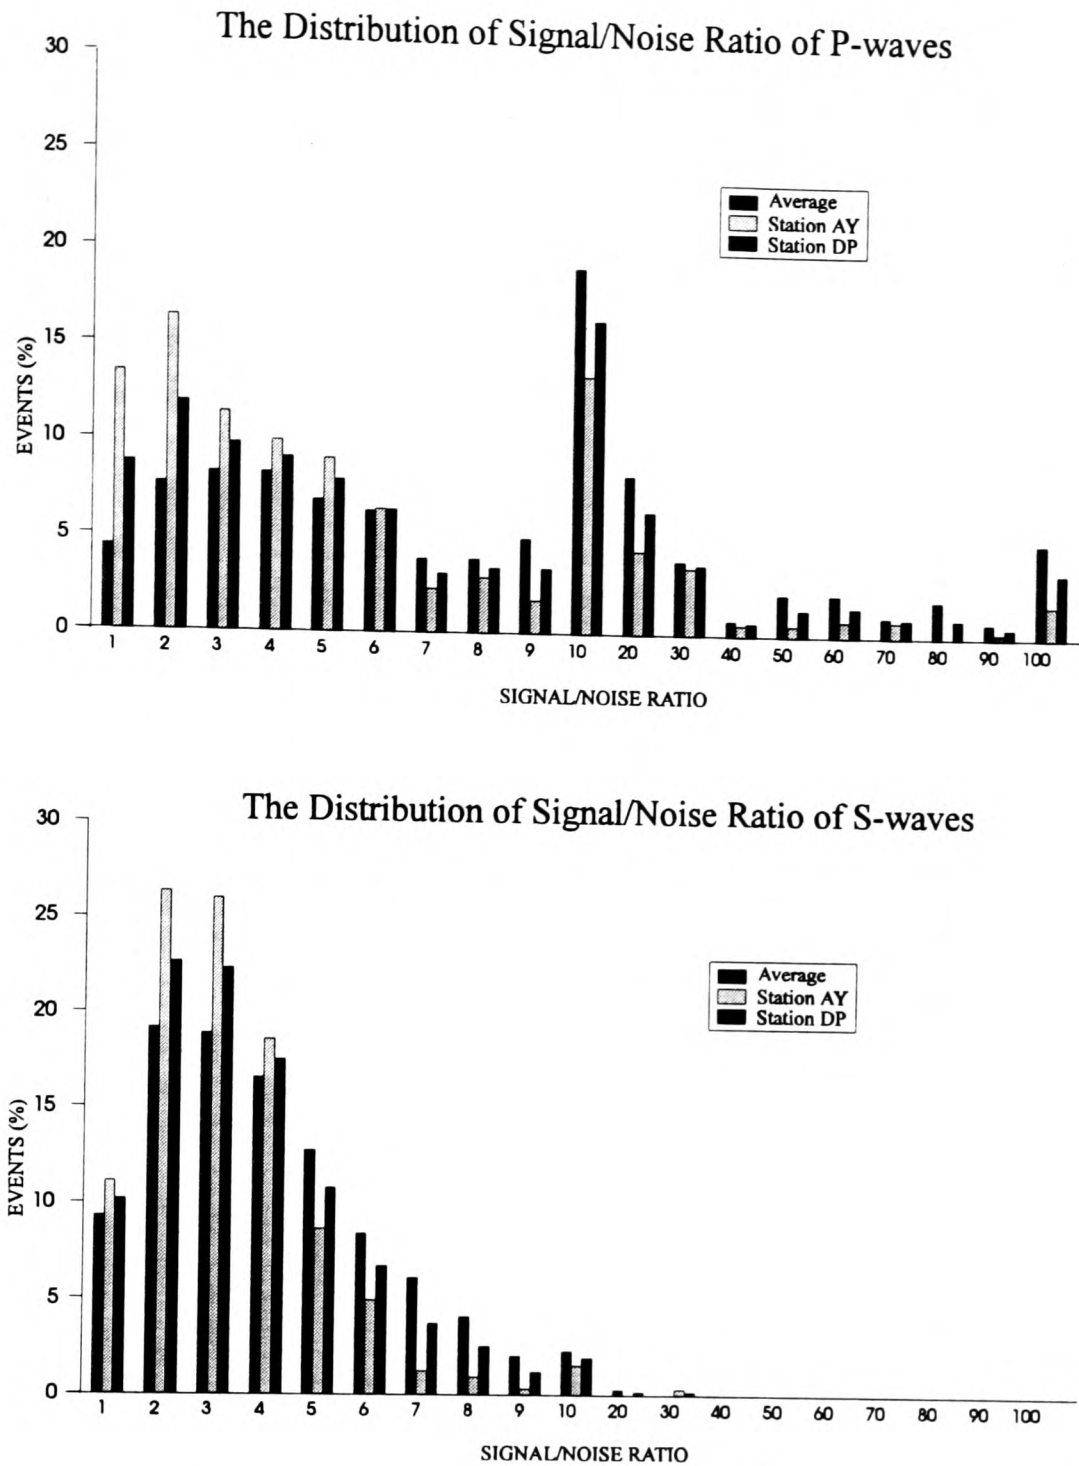 The Distribution of Signal/Noise Ratio of P-waves
30
25
20
15
10
5
0
EVENTS (%)
Average
Station AY
Station DP
1 2 3 4 5 6 7 8 9 10 20 30 40 50 60 70 80 90 100
SIGNAL/NOISE RATIO
The Distribution of Signal/Noise Ratio of S-waves
30
25
20
15
10
5
0
EVENTS (%)
Average
Station AY
Station DP
1 2 3 4 5 6 7 8 9 10 20 30 40 50 60 70 80 90 100
SIGNAL/NOISE RATIO